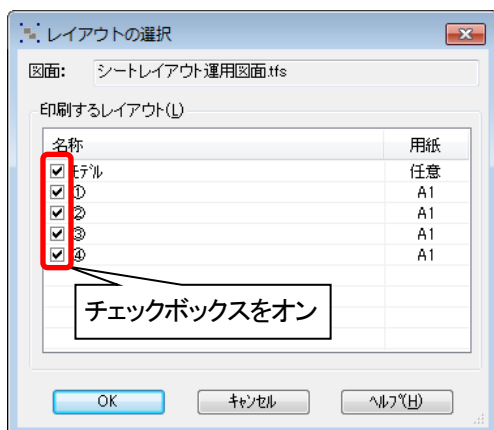 レイアウトの選択
図面: シートレイアウト運用図面.tfs
印刷するレイアウト(L)
名称 用紙
モデル 任意
① A1
② A1
③ A1
④ A1
チェックボックスをオン
OK キャンセル ヘルプ(H)